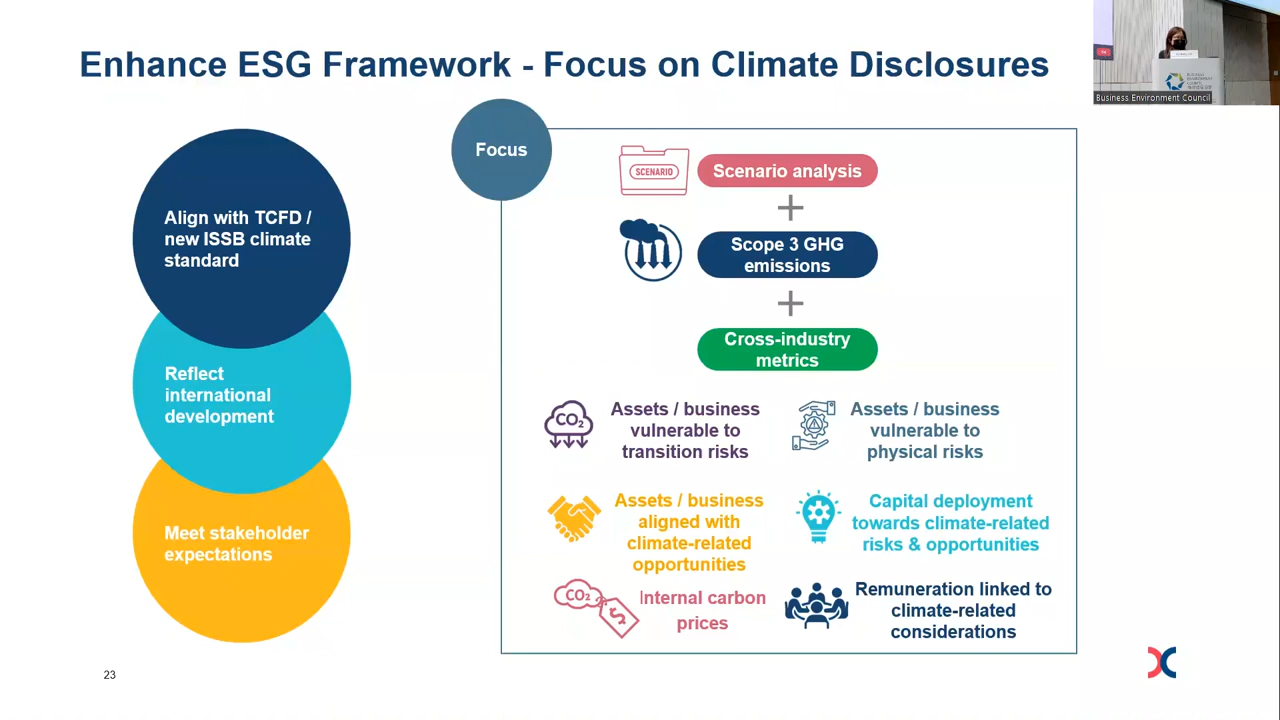 Enhance ESG Framework - Focus on Climate Disclosures
Business Environment Council
Align with TCFD /
new ISSB climate
standard
Reflect
international
development
Meet stakeholder
expectations
Focus
SCENARIO
Scenario analysis
Scope 3 GHG
emissions
Cross-industry
metrics
CO2
Assets / business
vulnerable to
transition risks
Assets / business
vulnerable to
physical risks
Assets / business
aligned with
climate-related
opportunities
Capital deployment
towards climate-related
risks & opportunities
CO2
$
Internal carbon
prices
Remuneration linked to
climate-related
considerations
23